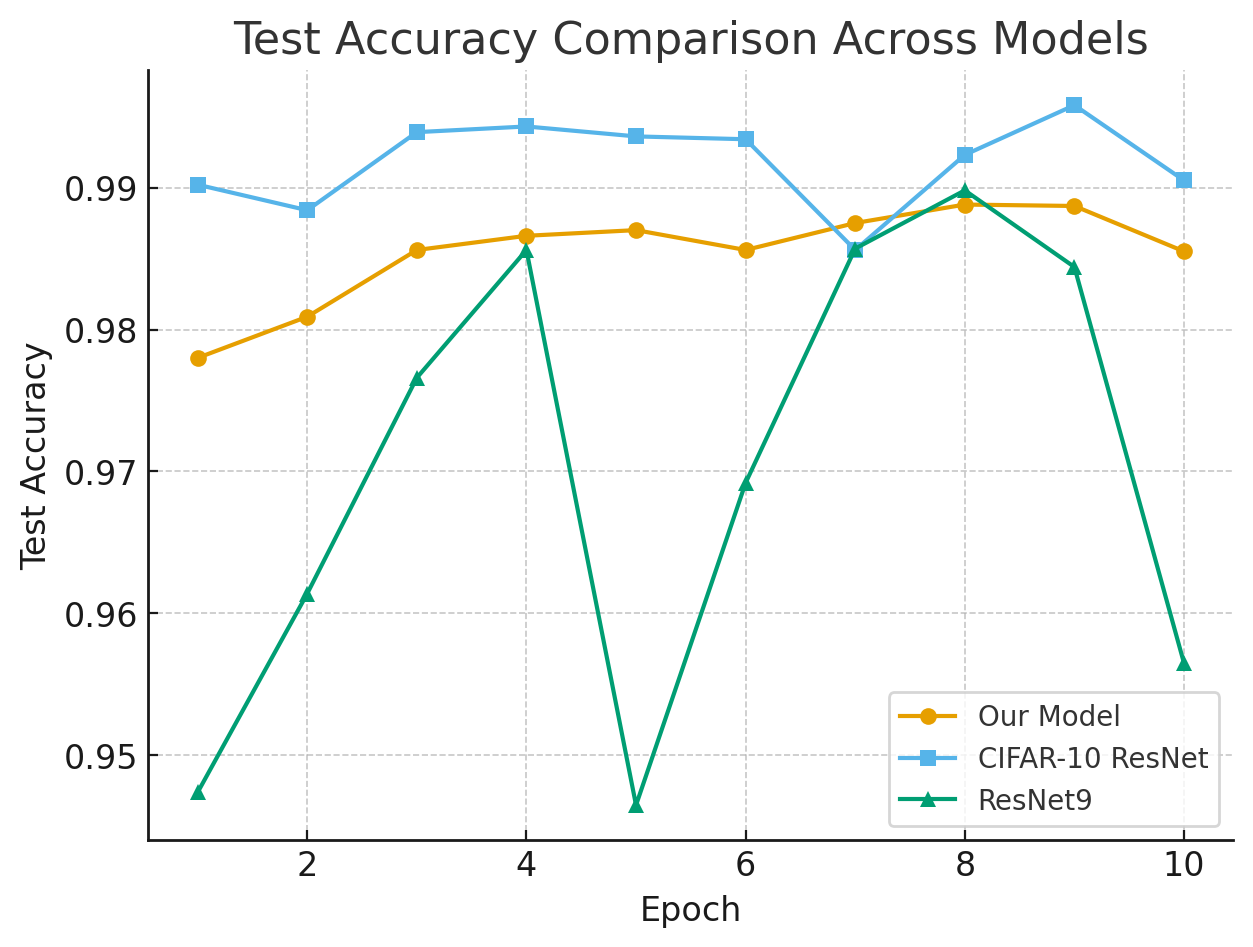 Test Accuracy Comparison Across Models
Test Accuracy
0.99
0.98
0.97
0.96
0.95
2 4 6 8 10
Epoch
Our Model
CIFAR-10 ResNet
ResNet9